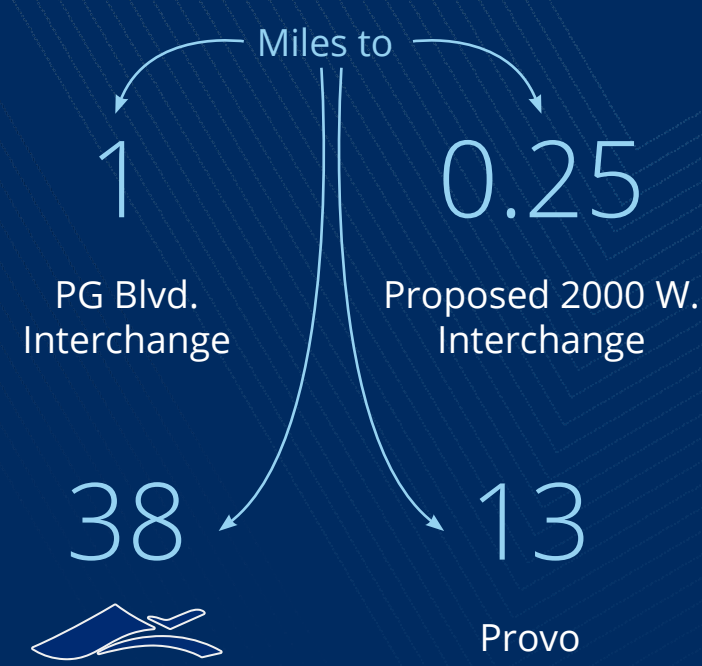 Miles to
1
0.25
PG Blvd.
Interchange
Proposed 2000 W.
Interchange
38
13
Provo